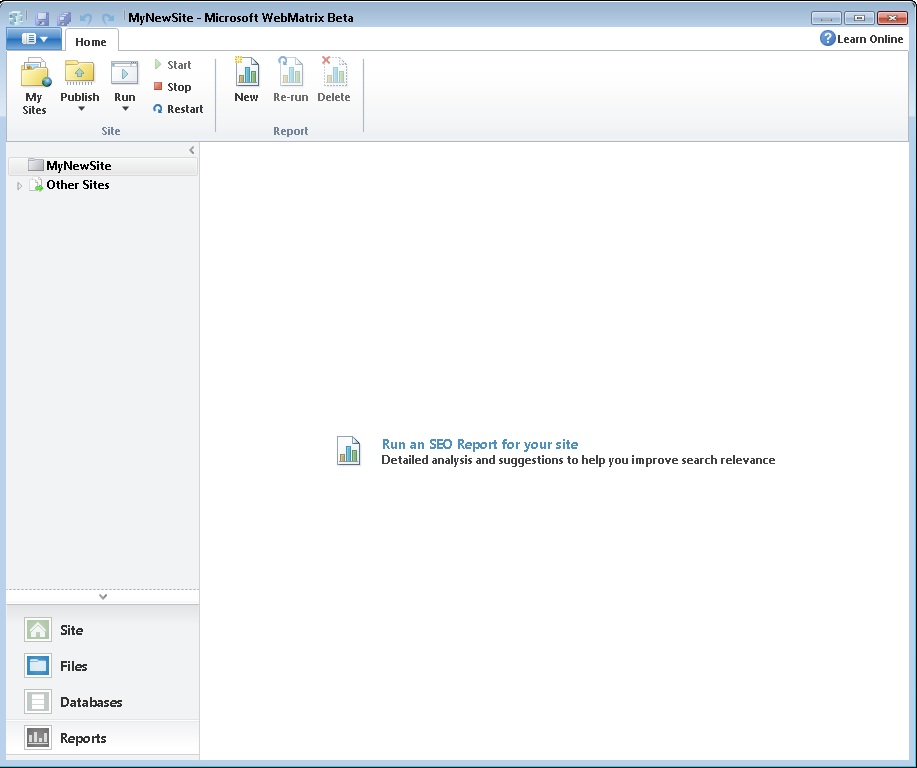 MyNewSite - Microsoft WebMatrix Beta
Home
Learn Online
My Sites
Publish
Run
Start
Stop
Restart
Site
New
Re-run
Delete
Report
MyNewSite
Other Sites
Run an SEO Report for your site
Detailed analysis and suggestions to help you improve search relevance
Site
Files
Databases
Reports